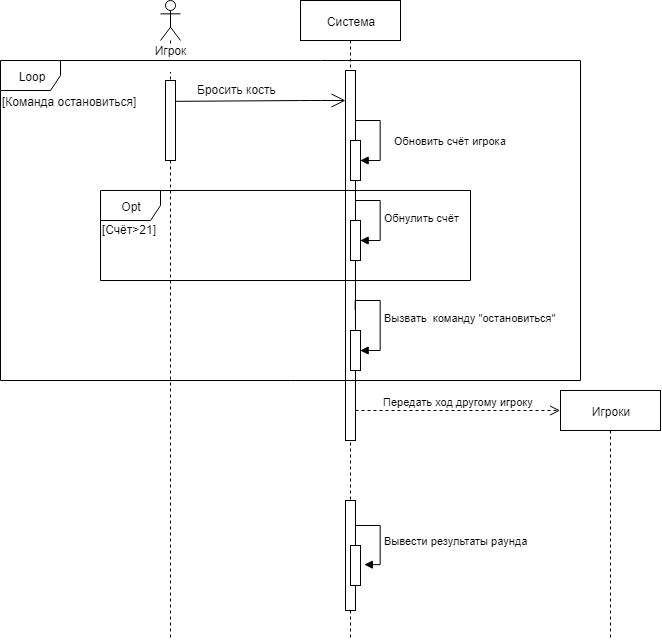 Игрок
Система
Loop
[Команда остановиться]
Бросить кость
Обновить счёт игрока
Opt
[Счёт>21]
Обнулить счёт
Вызвать команду "остановиться"
Передать ход другому игроку
Игроки
Вывести результаты раунда